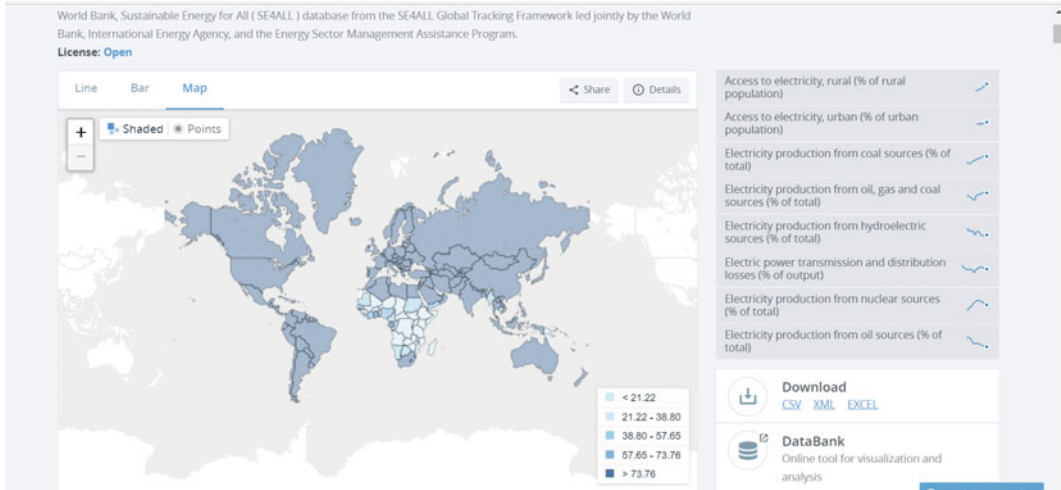 World Bank, Sustainable Energy for All ( SE4ALL ) database from the SE4ALL Global Tracking Framework led jointly by the World
Bank, International Energy Agency, and the Energy Sector Management Assistance Program.
License: Open
Line Bar Map Share Details
+ Shaded Points
−
< 21.22
21.22 - 38.80
38.80 - 57.65
57.65 - 73.76
> 73.76
Access to electricity, rural (% of rural
population)
Access to electricity, urban (% of urban
population)
Electricity production from coal sources (% of
total)
Electricity production from oil, gas and coal
sources (% of total)
Electricity production from hydroelectric
sources (% of total)
Electric power transmission and distribution
losses (% of output)
Electricity production from nuclear sources
(% of total)
Electricity production from oil sources (% of
total)
Download
CSV XML EXCEL
DataBank
Online tool for visualization and
analysis